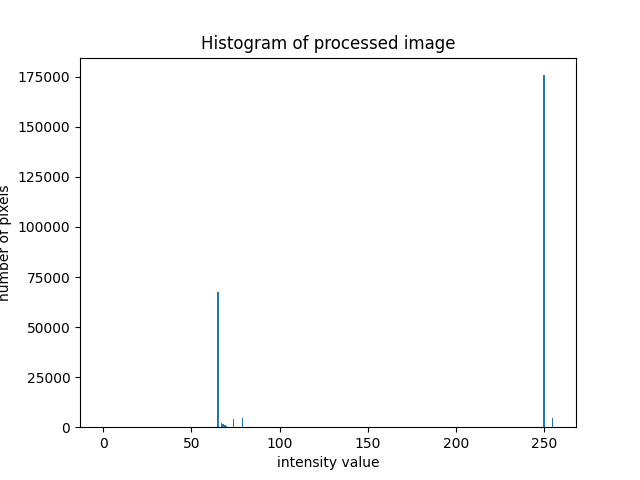 Histogram of processed image
175000
150000
125000
100000
75000
50000
25000
0
number of pixels
0 50 100 150 200 250
intensity value